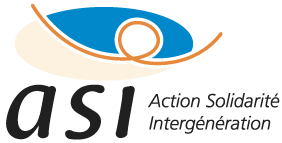 asi
Action Solidarité
Intergénération